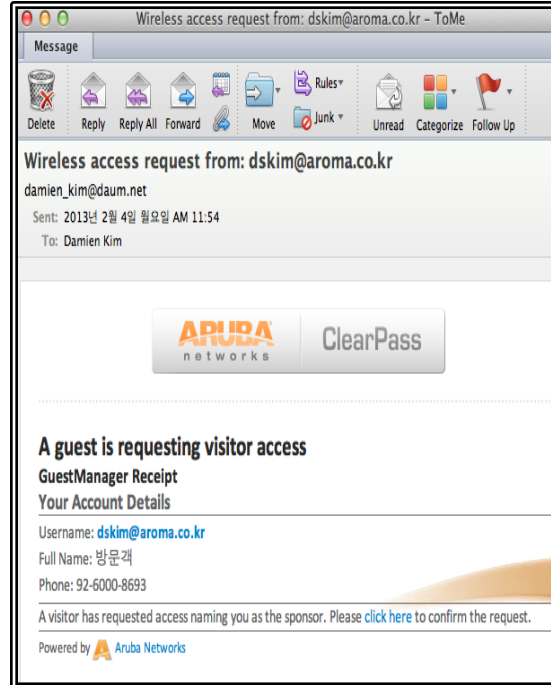 Wireless access request from: dskim@aroma.co.kr – ToMe
Message
Delete Reply Reply All Forward Move Rules Junk Unread Categorize Follow Up
Wireless access request from: dskim@aroma.co.kr
damien_kim@daum.net
Sent: 2013년 2월 4일 월요일 AM 11:54
To: Damien Kim
ARUBA networks ClearPass
A guest is requesting visitor access
GuestManager Receipt
Your Account Details
Username: dskim@aroma.co.kr
Full Name: 방문객
Phone: 92-6000-8693
A visitor has requested access naming you as the sponsor. Please click here to confirm the request.
Powered by Aruba Networks